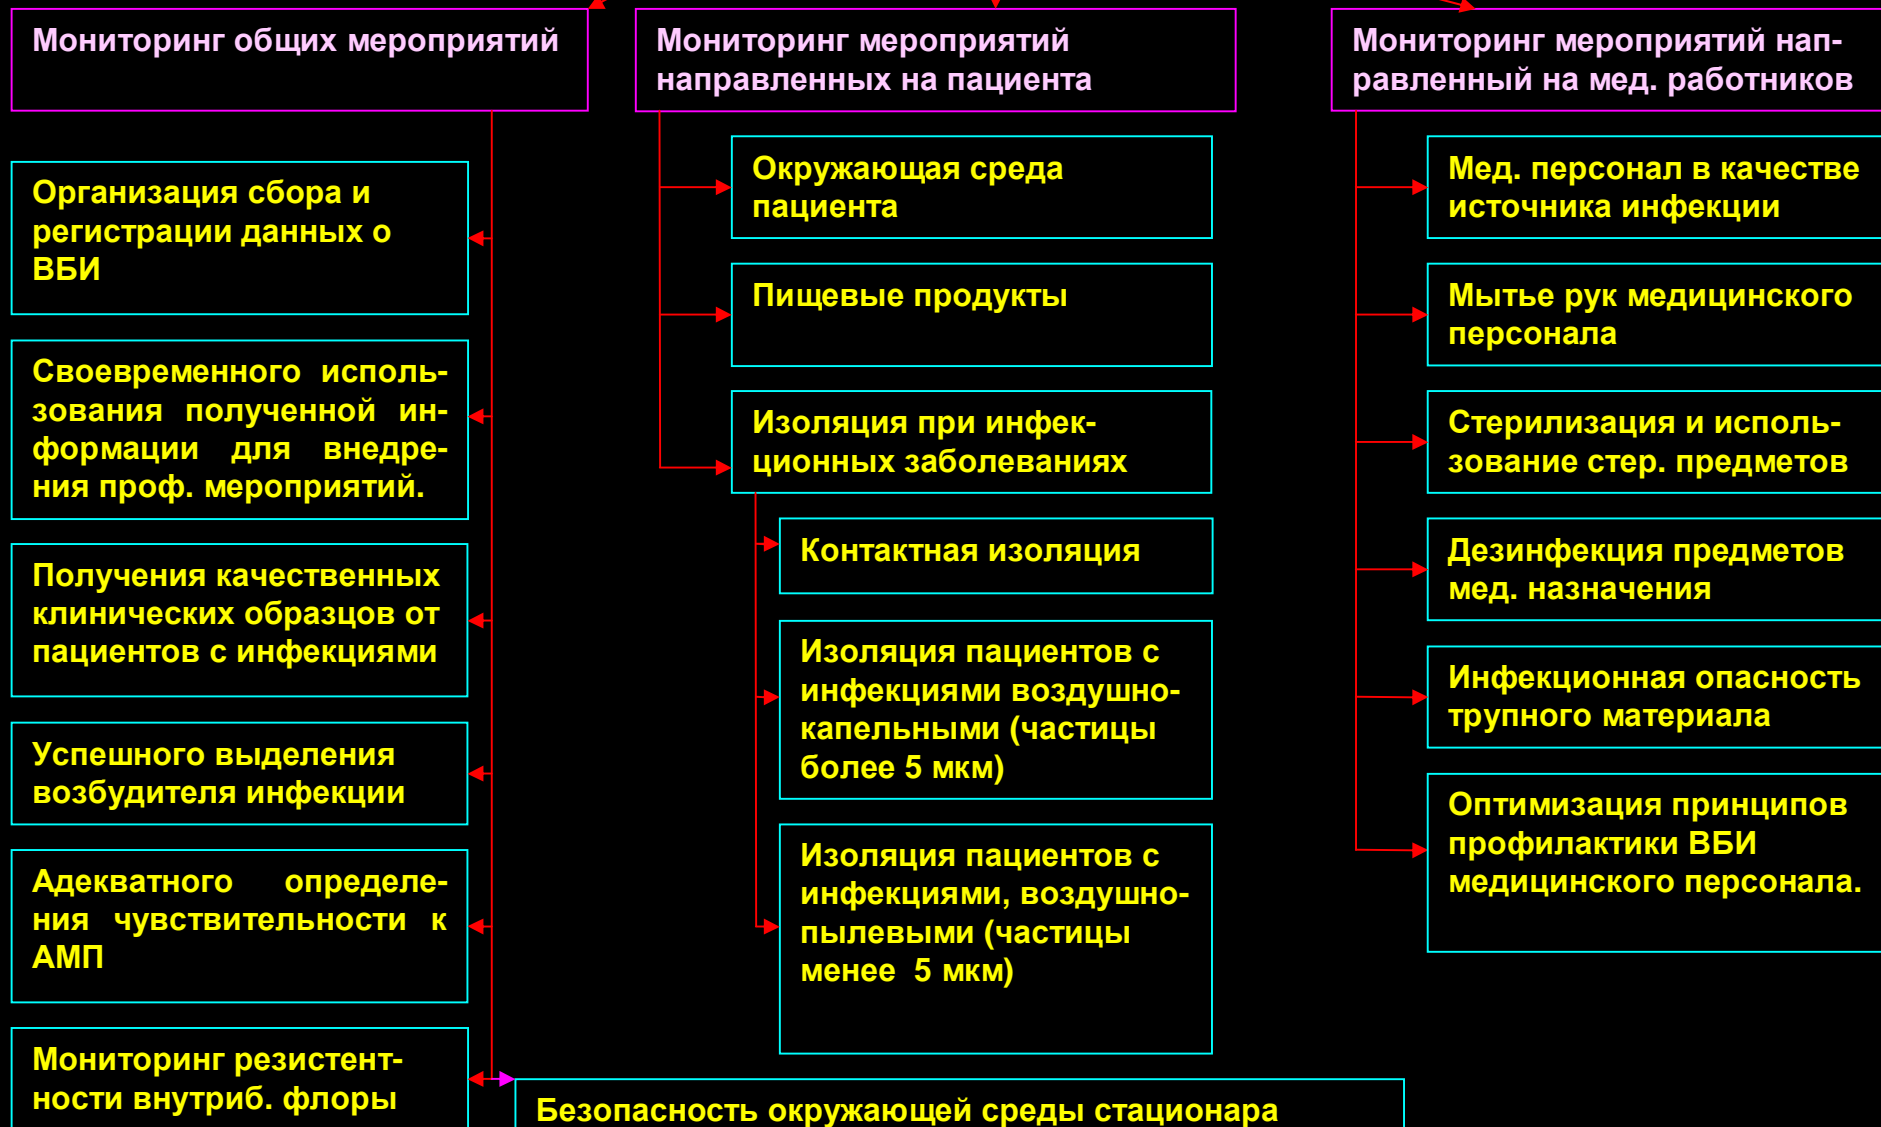 Мониторинг общих мероприятий
Организация сбора и
регистрации данных о
ВБИ
Своевременного исполь-
зования полученной ин-
формации для внедре-
ния проф. мероприятий.
Получения качественных
клинических образцов от
пациентов с инфекциями
Успешного выделения
возбудителя инфекции
Адекватного определе-
ния чувствительности к
АМП
Мониторинг резистент-
ности внутриб. флоры
Безопасность окружающей среды стационара
Мониторинг мероприятий
направленных на пациента
Окружающая среда
пациента
Пищевые продукты
Изоляция при инфек-
ционных заболеваниях
Контактная изоляция
Изоляция пациентов с
инфекциями воздушно-
капельными (частицы
более 5 мкм)
Изоляция пациентов с
инфекциями, воздушно-
пылевыми (частицы
менее 5 мкм)
Мониторинг мероприятий нап-
равленный на мед. работников
Мед. персонал в качестве
источника инфекции
Мытье рук медицинского
персонала
Стерилизация и исполь-
зование стер. предметов
Дезинфекция предметов
мед. назначения
Инфекционная опасность
трупного материала
Оптимизация принципов
профилактики ВБИ
медицинского персонала.